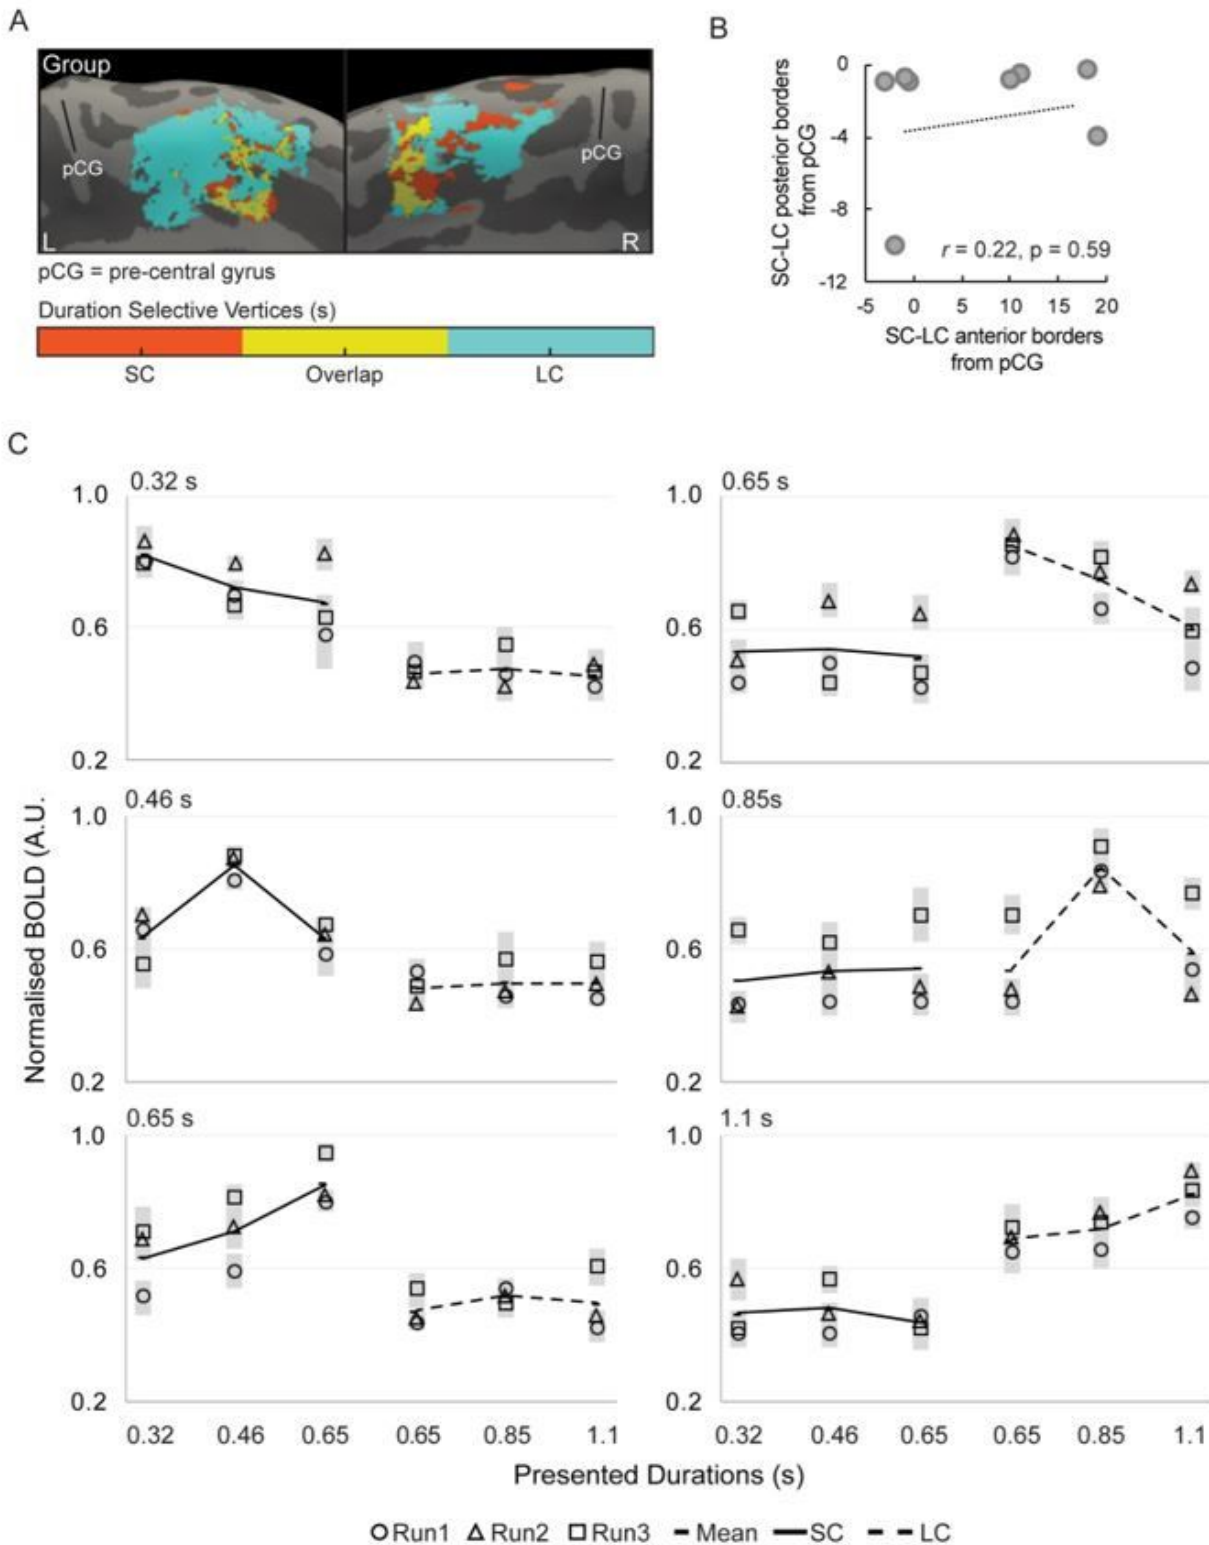 A
Group
pCG
pCG
L
R
pCG = pre-central gyrus
Duration Selective Vertices (s)
SC Overlap LC
B
SC-LC posterior borders
from pCG
0
-4
-8
-12
r = 0.22, p = 0.59
-5 0 5 10 15 20
SC-LC anterior borders
from pCG
C
Normalised BOLD (A.U.
0.32 s
1.0
0.6
0.2
0.65 s
1.0
0.6
0.2
0.46 s
1.0
0.6
0.2
0.85s
1.0
0.6
0.2
0.65 s
1.0
0.6
0.2
1.1 s
1.0
0.6
0.2
0.32 0.46 0.65 0.65 0.85 1.1
0.32 0.46 0.65 0.65 0.85 1.1
Presented Durations (s)
Run1 Run2 Run3 Mean SC LC